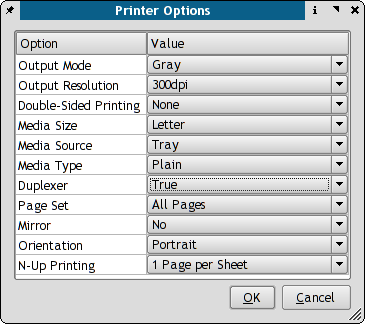 Printer Options
Option Value
Output Mode Gray
Output Resolution 300dpi
Double-Sided Printing None
Media Size Letter
Media Source Tray
Media Type Plain
Duplexer True
Page Set All Pages
Mirror No
Orientation Portrait
N-Up Printing 1 Page per Sheet
OK Cancel